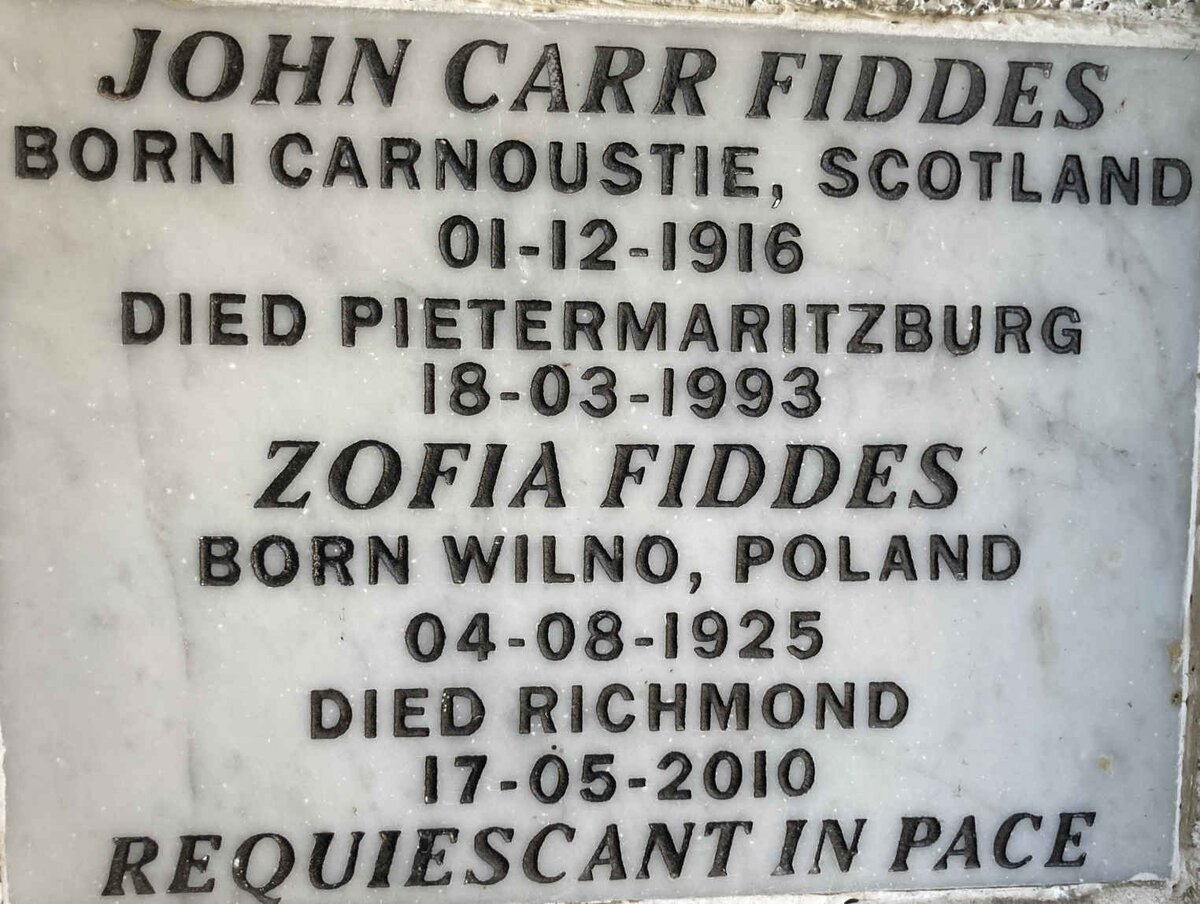 JOHN CARR FIDDES
BORN CARNOUSTIE, SCOTLAND
01-12-1916
DIED PIETERMARITZBURG
18-03-1993
ZOFIA FIDDES
BORN WILNO, POLAND
04-08-1925
DIED RICHMOND
17-05-2010
REQUIESCANT IN PACE